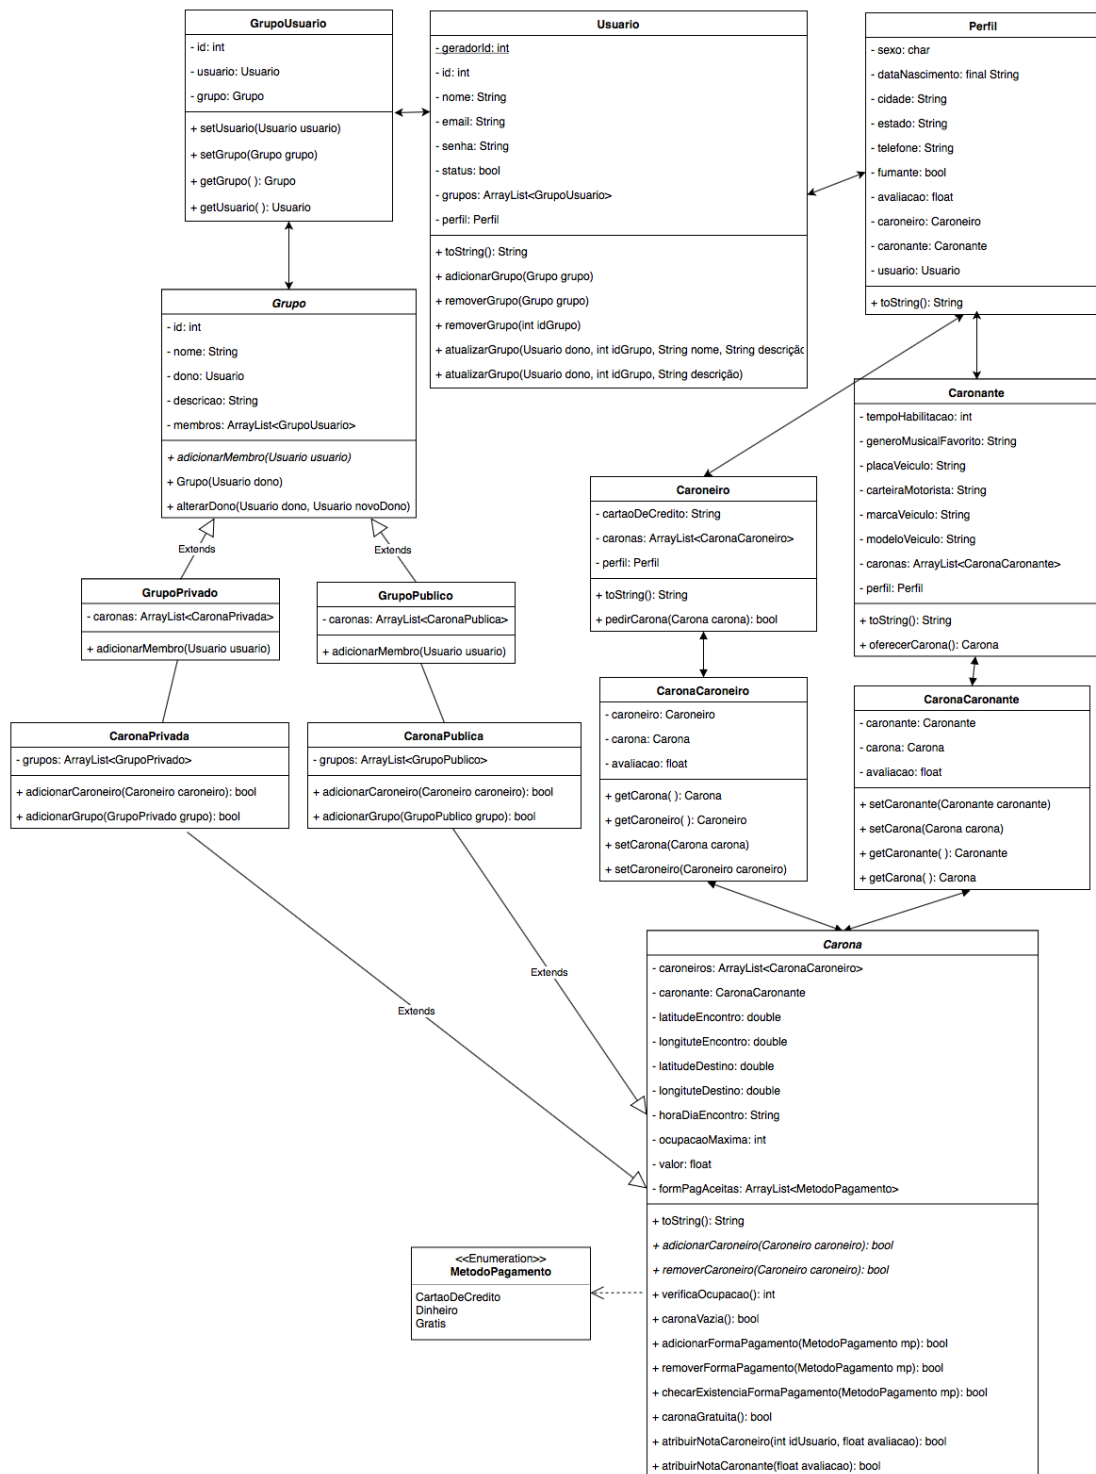 GrupoUsuario
- id: int
- usuario: Usuario
- grupo: Grupo
+ setUsuario(Usuario usuario)
+ setGrupo(Grupo grupo)
+ getGrupo( ): Grupo
+ getUsuario( ): Usuario
Usuario
- geradorId: int
- id: int
- nome: String
- email: String
- senha: String
- status: bool
- grupos: ArrayList<GrupoUsuario>
- perfil: Perfil
+ toString(): String
+ adicionarGrupo(Grupo grupo)
+ removerGrupo(Grupo grupo)
+ removerGrupo(int idGrupo)
+ atualizarGrupo(Usuario dono, int idGrupo, String nome, String descrição
+ atualizarGrupo(Usuario dono, int idGrupo, String descrição)
Perfil
- sexo: char
- dataNascimento: final String
- cidade: String
- estado: String
- telefone: String
- fumante: bool
- avaliacao: float
- caroneiro: Caroneiro
- caronante: Caronante
- usuario: Usuario
+ toString(): String
Grupo
- id: int
- nome: String
- dono: Usuario
- descricao: String
- membros: ArrayList<GrupoUsuario>
+ adicionarMembro(Usuario usuario)
+ Grupo(Usuario dono)
+ alterarDono(Usuario dono, Usuario novoDono)
Extends
Extends
Caronante
- tempoHabilitacao: int
- generoMusicalFavorito: String
- placaVeiculo: String
- carteiraMotorista: String
- marcaVeiculo: String
- modeloVeiculo: String
- caronas: ArrayList<CaronaCaronante>
- perfil: Perfil
+ toString(): String
+ oferecerCarona(): Carona
Caroneiro
- cartaoDeCredito: String
- caronas: ArrayList<CaronaCaroneiro>
- perfil: Perfil
+ toString(): String
+ pedirCarona(Carona carona): bool
GrupoPrivado
- caronas: ArrayList<CaronaPrivada>
+ adicionarMembro(Usuario usuario)
GrupoPublico
- caronas: ArrayList<CaronaPublica>
+ adicionarMembro(Usuario usuario)
CaronaCaroneiro
- caroneiro: Caroneiro
- carona: Carona
- avaliacao: float
+ getCarona( ): Carona
+ getCaroneiro( ): Caroneiro
+ setCarona(Carona carona)
+ setCaroneiro(Caroneiro caroneiro)
CaronaCaronante
- caronante: Caronante
- carona: Carona
- avaliacao: float
+ setCaronante(Caronante caronante)
+ setCarona(Carona carona)
+ getCaronante( ): Caronante
+ getCarona( ): Carona
CaronaPrivada
- grupos: ArrayList<GrupoPrivado>
+ adicionarCaroneiro(Caroneiro caroneiro): bool
+ adicionarGrupo(GrupoPrivado grupo): bool
CaronaPublica
- grupos: ArrayList<GrupoPublico>
+ adicionarCaroneiro(Caroneiro caroneiro): bool
+ adicionarGrupo(GrupoPublico grupo): bool
Extends
Extends
Carona
- caroneiros: ArrayList<CaronaCaroneiro>
- caronante: CaronaCaronante
- latitudeEncontro: double
- longituteEncontro: double
- latitudeDestino: double
- longituteDestino: double
- horaDiaEncontro: String
- ocupacaoMaxima: int
- valor: float
- formPagAceitas: ArrayList<MetodoPagamento>
+ toString(): String
+ adicionarCaroneiro(Caroneiro caroneiro): bool
+ removerCaroneiro(Caroneiro caroneiro): bool
+ verificaOcupacao(): int
+ caronaVazia(): bool
+ adicionarFormaPagamento(MetodoPagamento mp): bool
+ removerFormaPagamento(MetodoPagamento mp): bool
+ checarExistenciaFormaPagamento(MetodoPagamento mp): bool
+ caronaGratuita(): bool
+ atribuirNotaCaroneiro(int idUsuario, float avaliacao): bool
+ atribuirNotaCaronante(float avaliacao): bool
<<Enumeration>>
MetodoPagamento
CartaoDeCredito
Dinheiro
Gratis